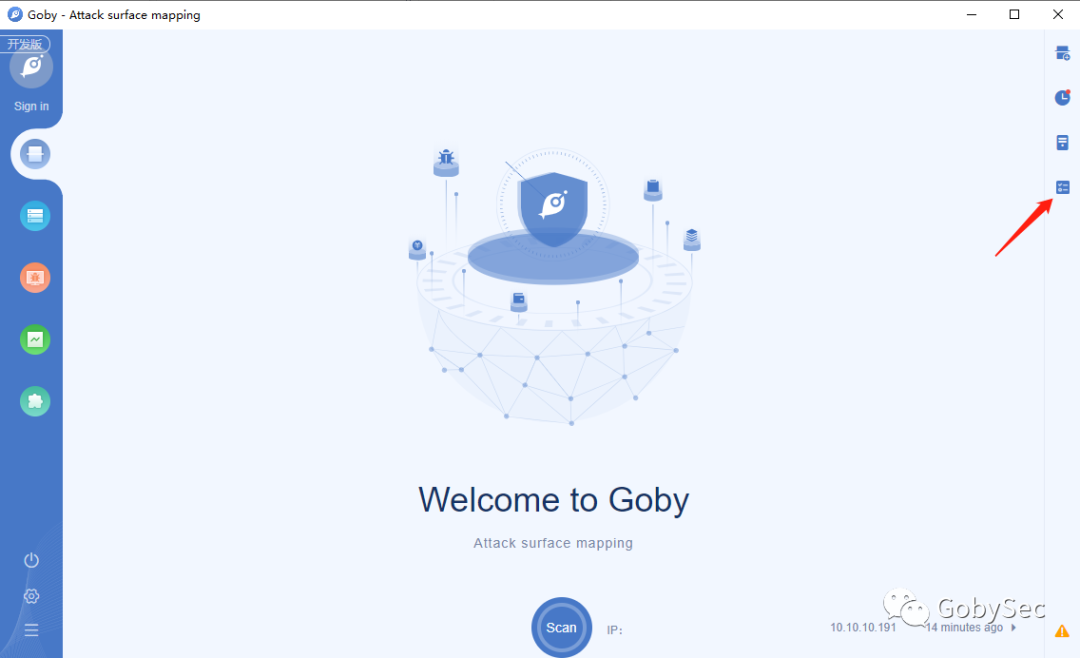 Goby - Attack surface mapping
开发版
Sign in
Welcome to Goby
Attack surface mapping
Scan
IP:
10.10.10.191
14 minutes ago
GobySec